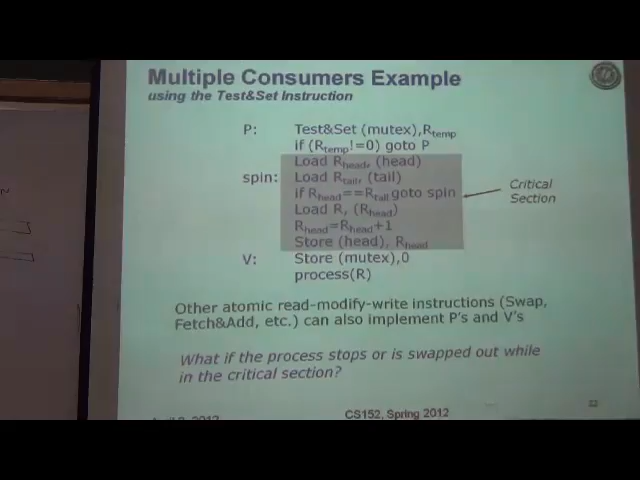 Multiple Consumers Example
using the Test&Set Instruction
P: Test&Set (mutex),Rtemp
if (Rtemp!=0) goto P
Load Rhead, (head)
spin: Load Rtail, (tail)
if Rhead==Rtail goto spin
Load R, (Rhead)
Rhead=Rhead+1
Store (head), Rhead
V: Store (mutex),0
process(R)
Critical
Section
Other atomic read-modify-write instructions (Swap,
Fetch&Add, etc.) can also implement P's and V's
What if the process stops or is swapped out while
in the critical section?
2012
CS152, Spring 2012